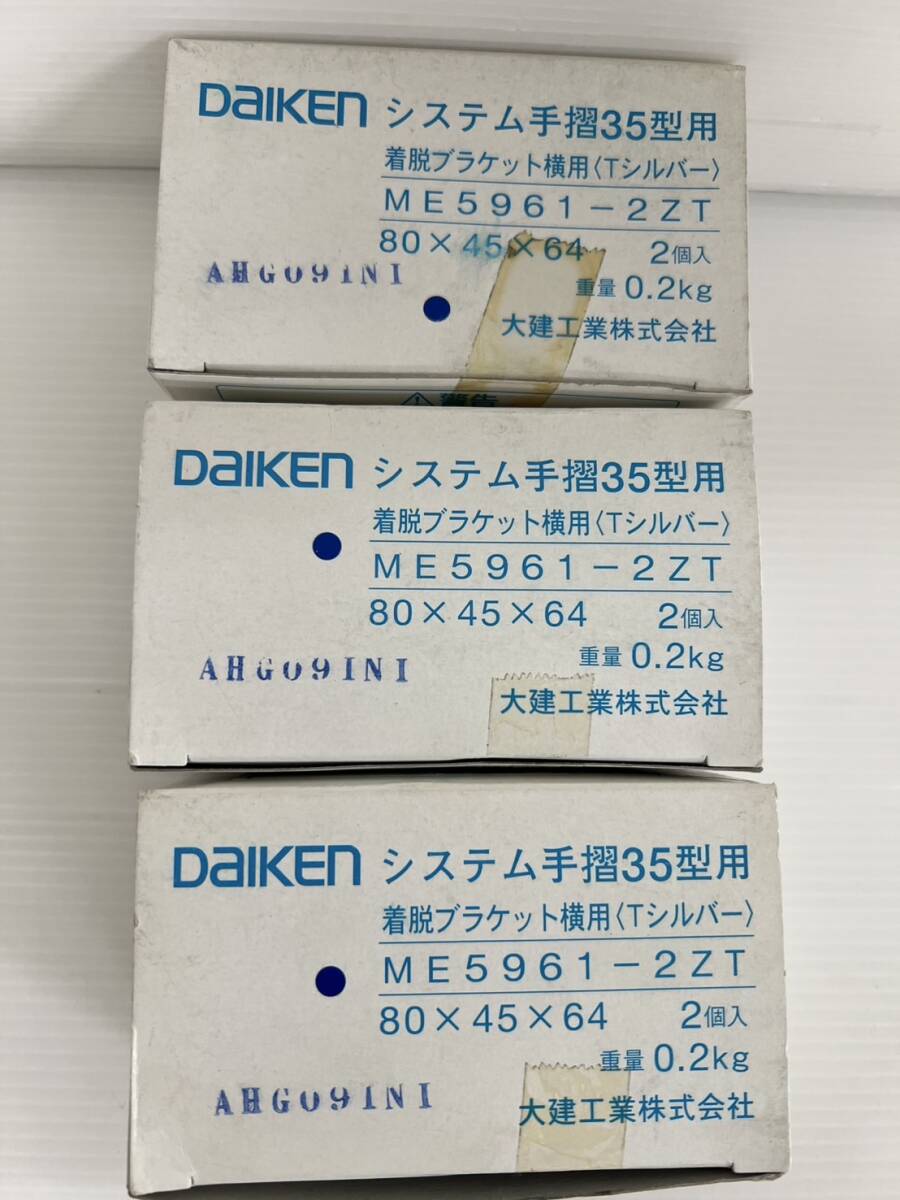 DAIKEN システム手摺35型用
着脱ブラケット横用〈Tシルバー〉
ME5961-2ZT
80×45×64 2個入
AHG091N1 重量 0.2kg
大建工業株式会社
警告
DAIKEN システム手摺35型用
着脱ブラケット横用〈Tシルバー〉
ME5961-2ZT
80×45×64 2個入
AHG091N1 重量 0.2kg
大建工業株式会社
DAIKEN システム手摺35型用
着脱ブラケット横用〈Tシルバー〉
ME5961-2ZT
80×45×64 2個入
重量 0.2kg
AHG091N1 大建工業株式会社